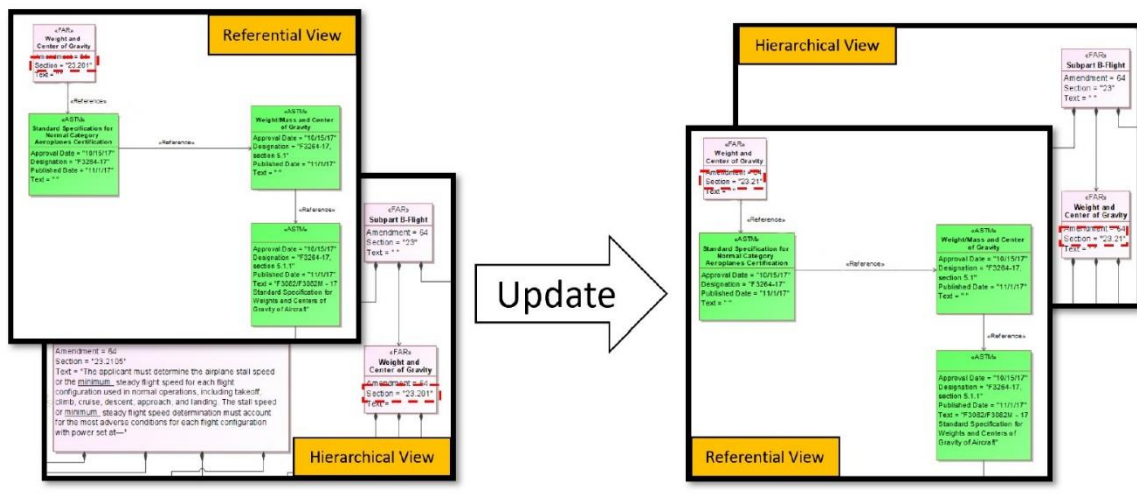 Referential View
«FAR»
Weight and
Center of Gravity
Amendment = 64
Section = "23.201"
Text = ""
«Reference»
«ASTM»
Standard Specification for
Normal Category
Aeroplanes Certification
Approval Date = "10/15/17"
Designation = "F3264-17"
Published Date = "11/1/17"
Text = " "
«Reference»
«ASTM»
Weight/Mass and Center
of Gravity
Approval Date = "10/15/17"
Designation = "F3264-17,
section 5.1"
Published Date = "11/1/17"
Text = " "
«Reference»
«ASTM»
Approval Date = "10/15/17"
Designation = "F3264-17,
section 5.1.1"
Published Date = "11/1/17"
Text = "F3082/F3082M - 17
Standard Specification for
Weights and Centers of
Gravity of Aircraft"
«FAR»
Subpart B-Flight
Amendment = 64
Section = "23"
Text = " "
Amendment = 64
Section = "23.2105"
Text = "The applicant must determine the airplane stall speed
or the minimum steady flight speed for each flight
configuration used in normal operations, including takeoff,
climb, cruise, descent, approach, and landing. The stall speed
or minimum steady flight speed determination must account
for the most adverse conditions for each flight configuration
with power set at—"
«FAR»
Weight and
Center of Gravity
Amendment = 64
Section = "23.201"
Text =
Hierarchical View
Update
Hierarchical View
«FAR»
Subpart B-Flight
Amendment = 64
Section = "23"
Text = " "
«FAR»
Weight and
Center of Gravity
Amendment = 64
Section = "23.21"
Text =
«FAR»
Weight and
Center of Gravity
Amendment = 64
Section = "23.21"
Text =
«Reference»
«ASTM»
Standard Specification for
Normal Category
Aeroplanes Certification
Approval Date = "10/15/17"
Designation = "F3264-17"
Published Date = "11/1/17"
Text = " "
«Reference»
«ASTM»
Weight/Mass and Center
of Gravity
Approval Date = "10/15/17"
Designation = "F3264-17,
section 5.1"
Published Date = "11/1/17"
Text = " "
«Reference»
«ASTM»
Approval Date = "10/15/17"
Designation = "F3264-17,
section 5.1.1"
Published Date = "11/1/17"
Text = "F3082/F3082M - 17
Standard Specification for
Weights and Centers of
Gravity of Aircraft"
Referential View